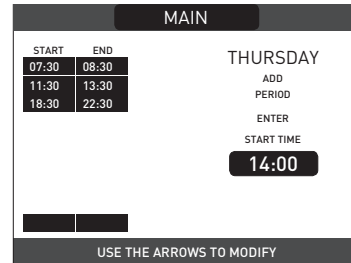 MAIN
START END
07:30 08:30
11:30 13:30
18:30 22:30
THURSDAY
ADD
PERIOD
ENTER
START TIME
14:00
USE THE ARROWS TO MODIFY